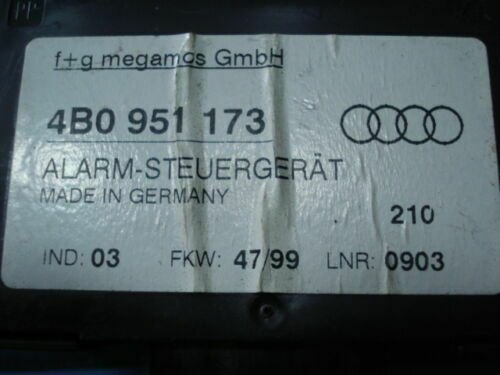 f+g megamos GmbH
4B0 951 173
ALARM-STEUERGERÄT
MADE IN GERMANY
210
IND: 03 FKW: 47/99 LNR: 0903